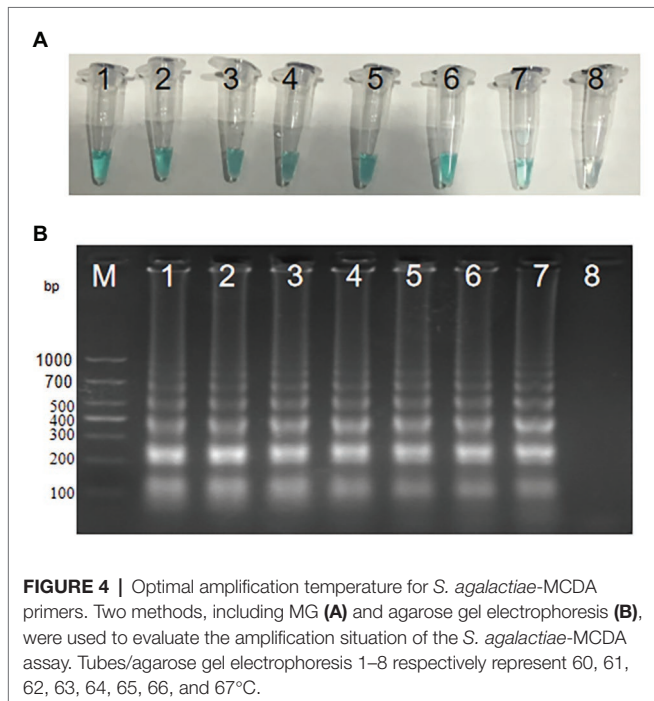 A
1 2 3 4 5 6 7 8
B
bp M 1 2 3 4 5 6 7 8
1000
700
500
400
300
200
100
FIGURE 4 | Optimal amplification temperature for S. agalactiae-MCDA
primers. Two methods, including MG (A) and agarose gel electrophoresis (B),
were used to evaluate the amplification situation of the S. agalactiae-MCDA
assay. Tubes/agarose gel electrophoresis 1–8 respectively represent 60, 61,
62, 63, 64, 65, 66, and 67°C.